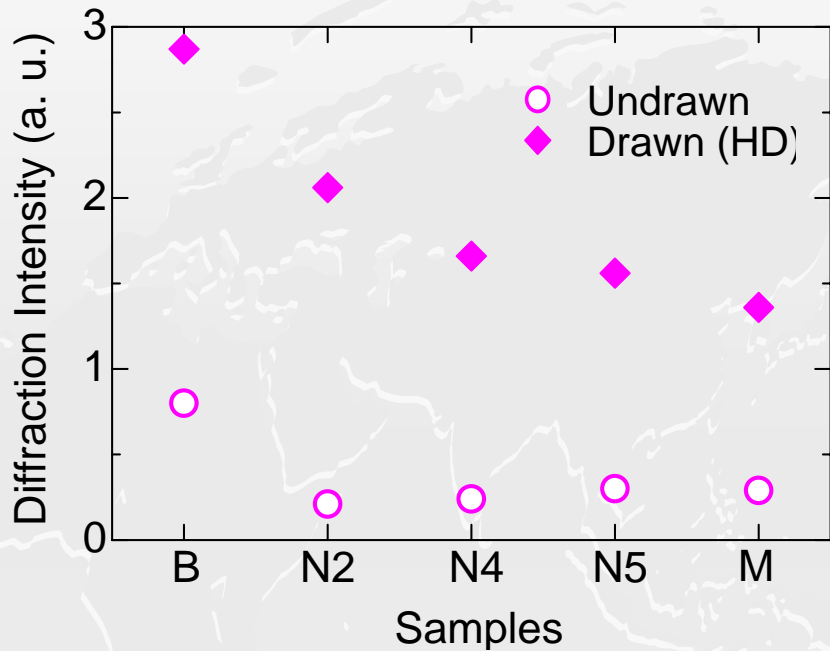 Diffraction Intensity (a. u.)
3
2
1
0
Undrawn
Drawn (HD)
B N2 N4 N5 M
Samples